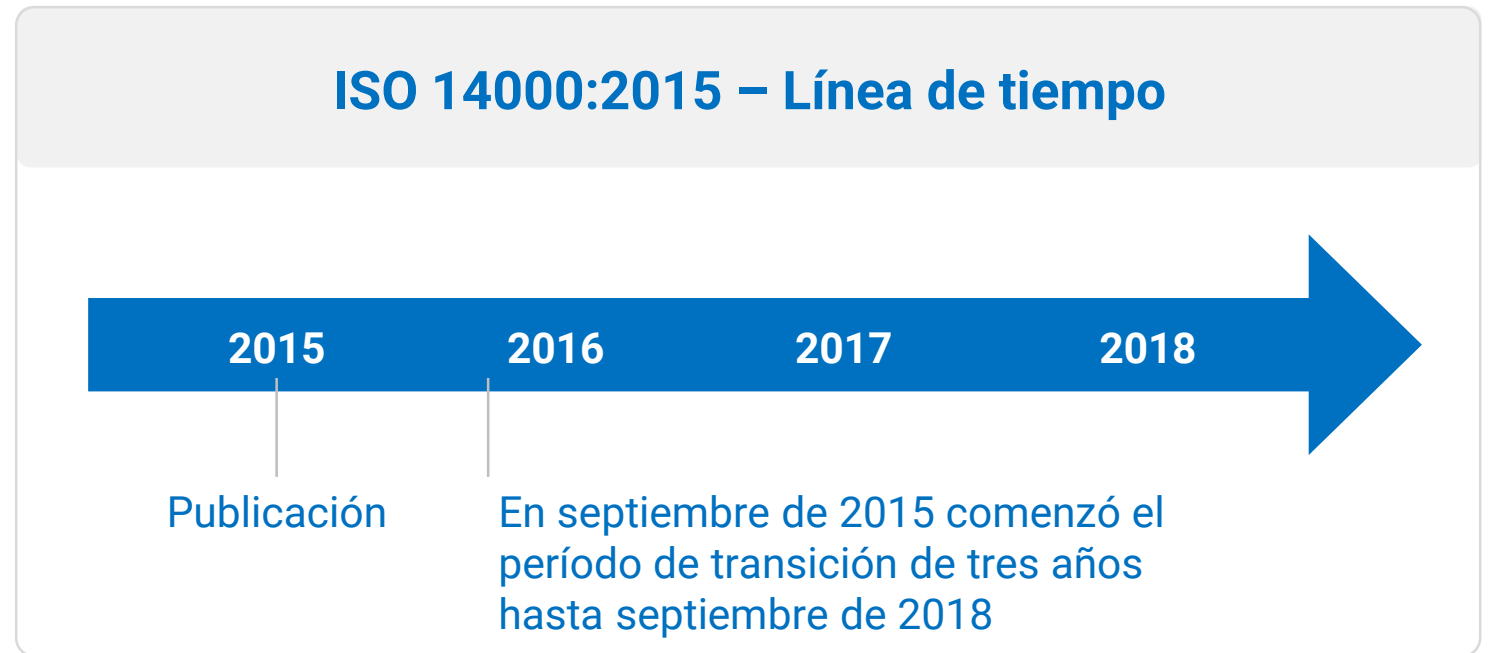 ISO 14000:2015 – Línea de tiempo
2015 2016 2017 2018
Publicación
En septiembre de 2015 comenzó el
período de transición de tres años
hasta septiembre de 2018